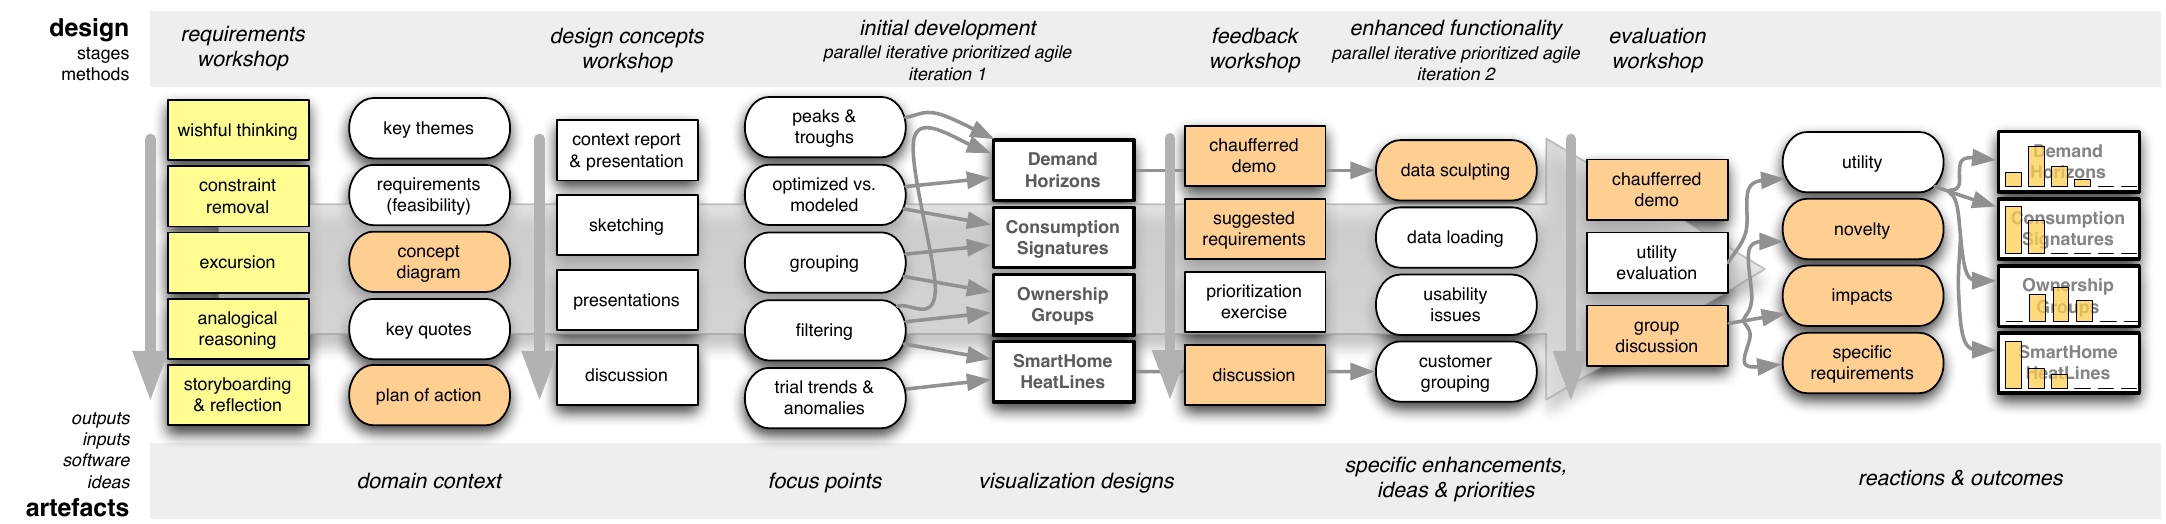 design
stages
methods
requirements
workshop
design concepts
workshop
initial development
parallel iterative prioritized agile
iteration 1
feedback
workshop
enhanced functionality
parallel iterative prioritized agile
iteration 2
evaluation
workshop
wishful thinking
constraint
removal
excursion
analogical
reasoning
storyboarding
& reflection
key themes
requirements
(feasibility)
concept
diagram
key quotes
plan of action
context report
& presentation
sketching
presentations
discussion
peaks &
troughs
optimized vs.
modeled
grouping
filtering
trial trends &
anomalies
Demand
Horizons
Consumption
Signatures
Ownership
Groups
SmartHome
HeatLines
chaufferred
demo
suggested
requirements
prioritization
exercise
discussion
data sculpting
data loading
usability
issues
customer
grouping
chaufferred
demo
utility
evaluation
group
discussion
utility
novelty
impacts
specific
requirements
Demand
Horizons
Consumption
Signatures
Ownership
Groups
SmartHome
HeatLines
outputs
inputs
software
ideas
artefacts
domain context
focus points
visualization designs
specific enhancements,
ideas & priorities
reactions & outcomes